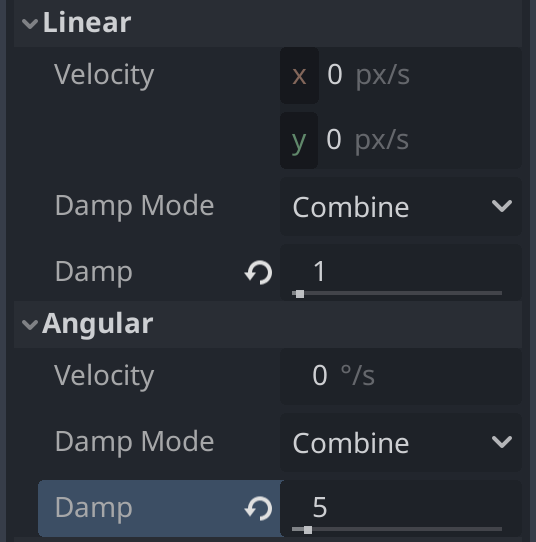 Linear
Velocity x 0 px/s
y 0 px/s
Damp Mode Combine
Damp 1
Angular
Velocity 0 °/s
Damp Mode Combine
Damp 5